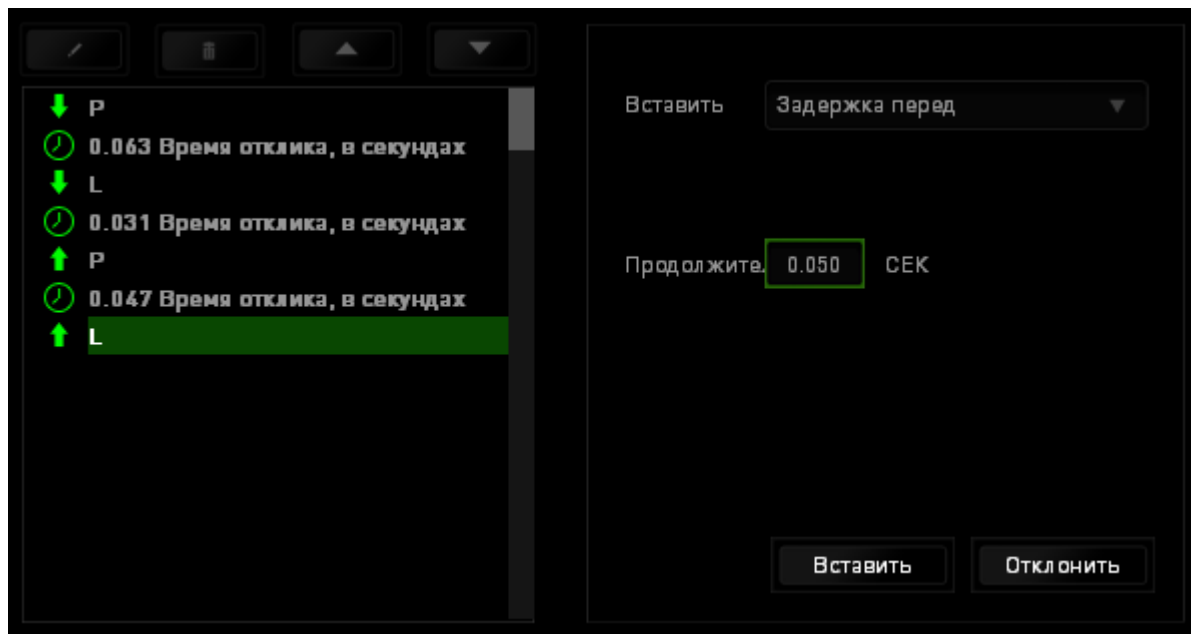 P
0.063 Время отклика, в секундах
L
0.031 Время отклика, в секундах
P
0.047 Время отклика, в секундах
L
Вставить Задержка перед
Продолжител 0.050 СЕК
Вставить Отклонить